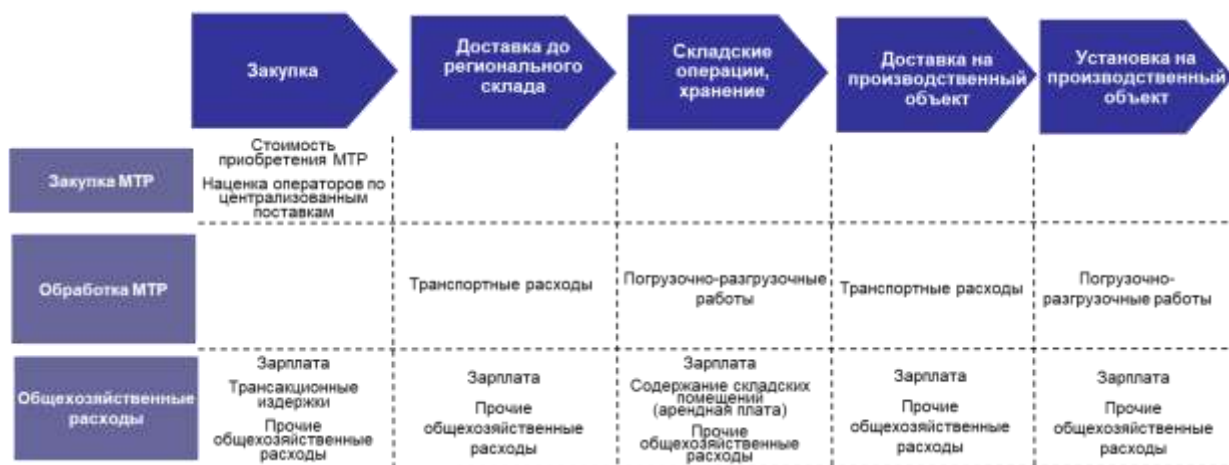 Закупка
Доставка до
регионального
склада
Складские
операции,
хранение
Доставка на
производственный
объект
Установка на
производственный
объект
Закупка МТР
Стоимость
приобретения МТР
Наценка операторов по
централизованным
поставкам
Обработка МТР
Транспортные расходы
Погрузочно-разгрузочные
работы
Транспортные расходы
Погрузочно-
разгрузочные работы
Общехозяйственные
расходы
Зарплата
Трансакционные
издержки
Прочие
общехозяйственные
расходы
Зарплата
Прочие
общехозяйственные
расходы
Зарплата
Содержание складских
помещений
(арендная плата)
Прочие
общехозяйственные
расходы
Зарплата
Прочие
общехозяйственные
расходы
Зарплата
Прочие
общехозяйственные
расходы